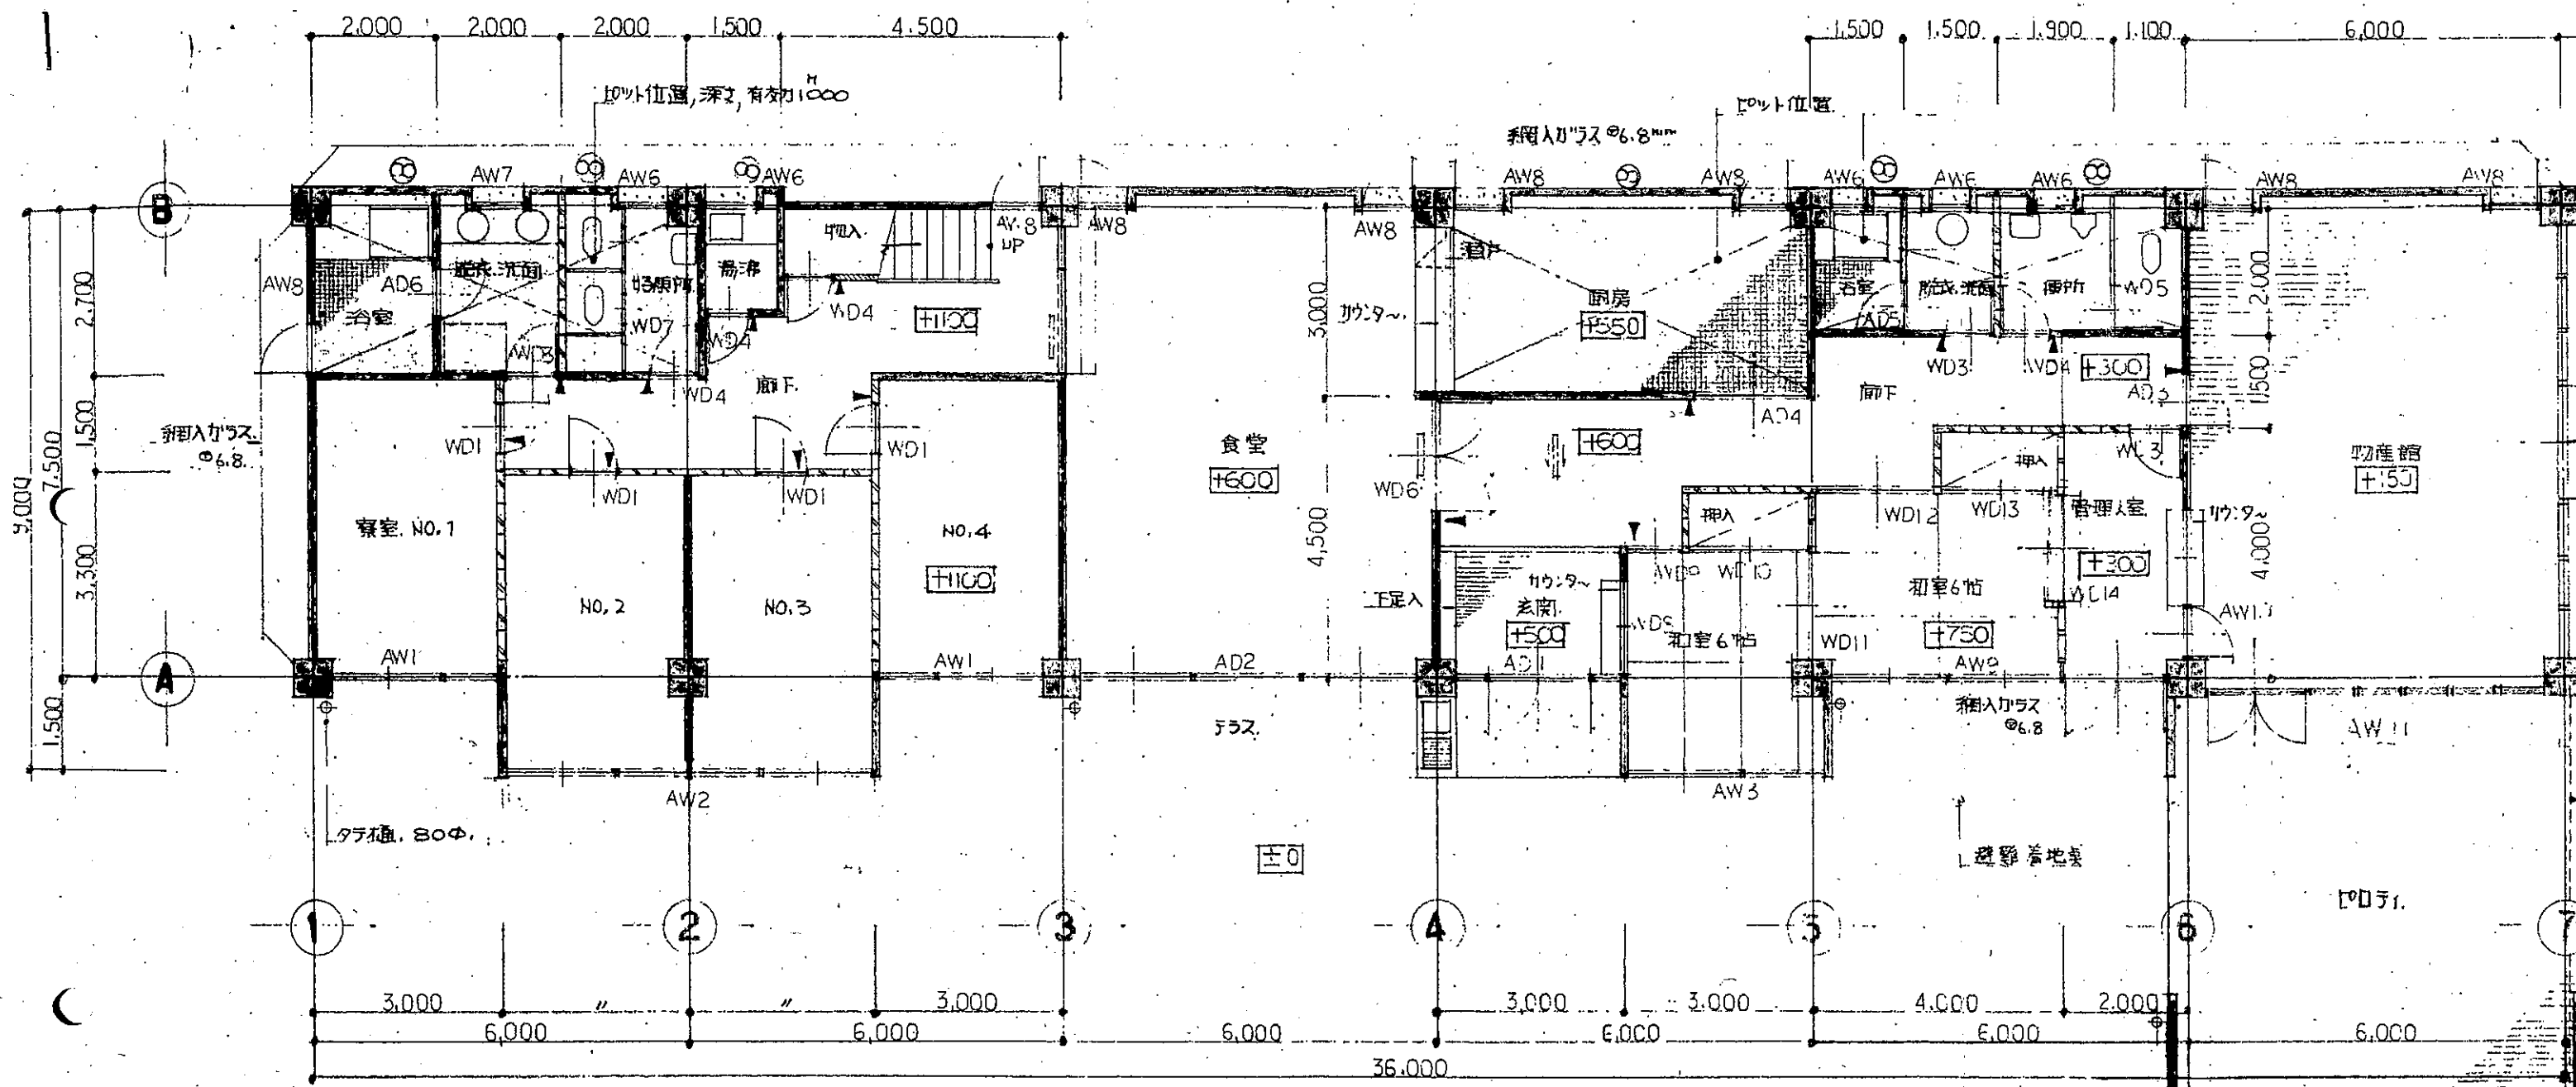 2,000 2,000 2,000 1,500 4,500
1,500 1,500 1,900 1,100 6,000
ピット位置,深さ,有効H1000
ピット位置
網入ガラス @6.8mm
B
AW7 AW6 AW6 AW8 AW8 AW8 AW8 AW8 AW6 AW6 AW6 AW8 AW8
物入
UP
脱衣.洗面
湯沸
AW8
AD6
浴室
WD7
WD4
WD4
+1100
カウンター
厨房
+550
浴室
AD5
脱衣.洗面
便所
WD5
2,700
3,000
2,000
WD4
廊下
WD3
WD4
+300
1,500
1,500
廊下
AD4
網入ガラス
@6.8
WD1
WD1
WD1
WD1
食堂
+600
+600
WD6
押入
物産館
+150
9,000
7,500
3,300
4,500
4,000
寮室.NO.1
NO.2
NO.3
NO.4
+1100
押入
WD12
WD13
管理人室
カウンター
+300
下足入
カウンター
玄関
+500
和室6帖
WD11
和室6帖
+750
A
AW1
AW1
AD2
AW9
網入ガラス
@6.8
1,500
テラス
AW2
AW3
AW11
タテ樋. 80Φ.
±0
避難着地点
ピロティ.
1 2 3 4 5 6 7
3,000 〃 〃 3,000 3,000 3,000 4,000 2,000
6,000 6,000 6,000 6,000 6,000 6,000
36,000